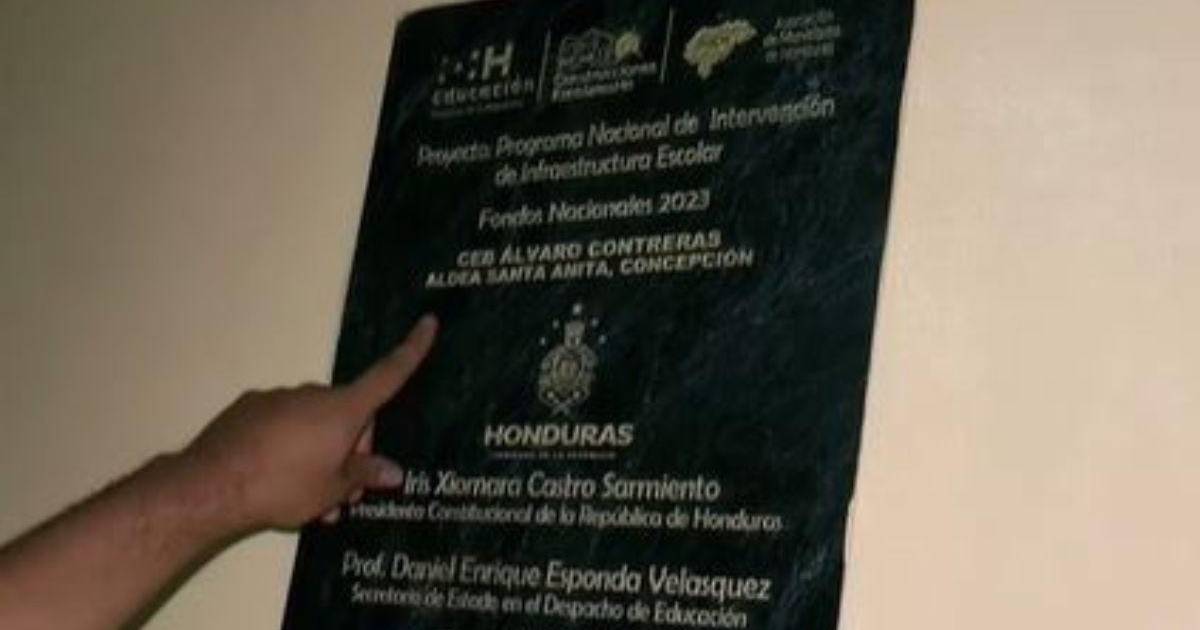 Educación
Construcciones
Escolares
Asociación
de Municipios
de Honduras
Proyecto: Programa Nacional de Intervención
de Infraestructura Escolar
Fondos Nacionales 2023
CEB ÁLVARO CONTRERAS
ALDEA SANTA ANITA, CONCEPCIÓN
HONDURAS
Iris Xiomara Castro Sarmiento
Presidenta Constitucional de la República de Honduras
Prof. Daniel Enrique Esponda Velasquez
Secretario de Estado en el Despacho de Educación